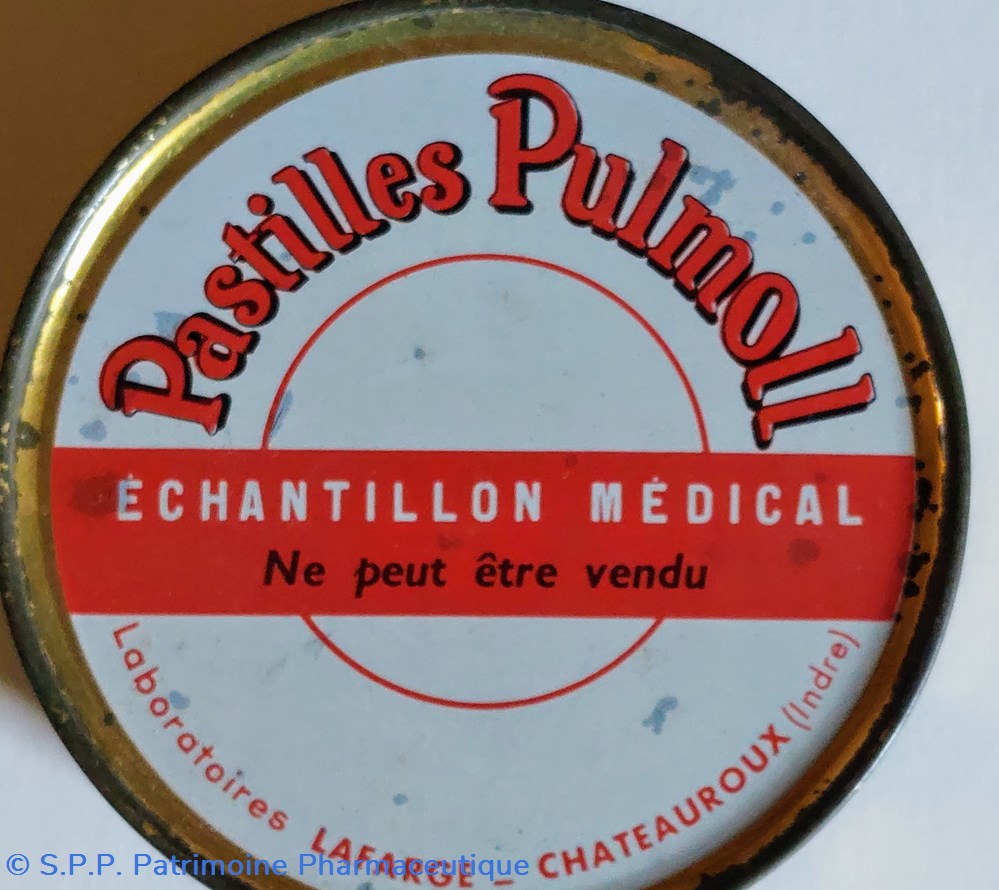 Pastilles Pulmoll
ÉCHANTILLON MÉDICAL
Ne peut être vendu
Laboratoires LAFARGE _ CHATEAUROUX (Indre)
© S.P.P. Patrimoine Pharmaceutique